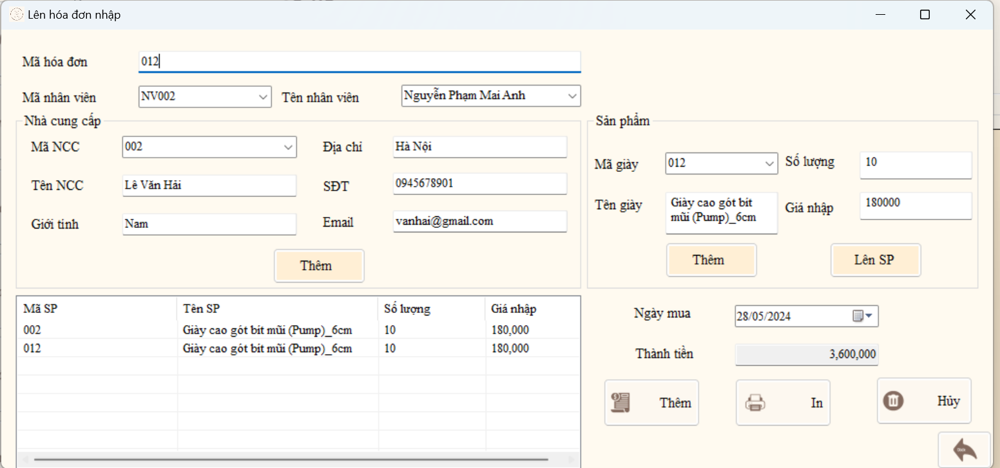 Lên hóa đơn nhập
Mã hóa đơn 012
Mã nhân viên NV002 Tên nhân viên Nguyễn Phạm Mai Anh
Nhà cung cấp
Mã NCC 002 Địa chỉ Hà Nội
Tên NCC Lê Văn Hải SĐT 0945678901
Giới tính Nam Email vanhai@gmail.com
Thêm
Sản phẩm
Mã giày 012 Số lượng 10
Tên giày Giày cao gót bít Giá nhập 180000
mũi (Pump)_6cm
Thêm Lên SP
Mã SP Tên SP Số lượng Giá nhập
002 Giày cao gót bít mũi (Pump)_6cm 10 180,000
012 Giày cao gót bít mũi (Pump)_6cm 10 180,000
Ngày mua 28/05/2024
Thành tiền 3,600,000
Thêm In Hủy